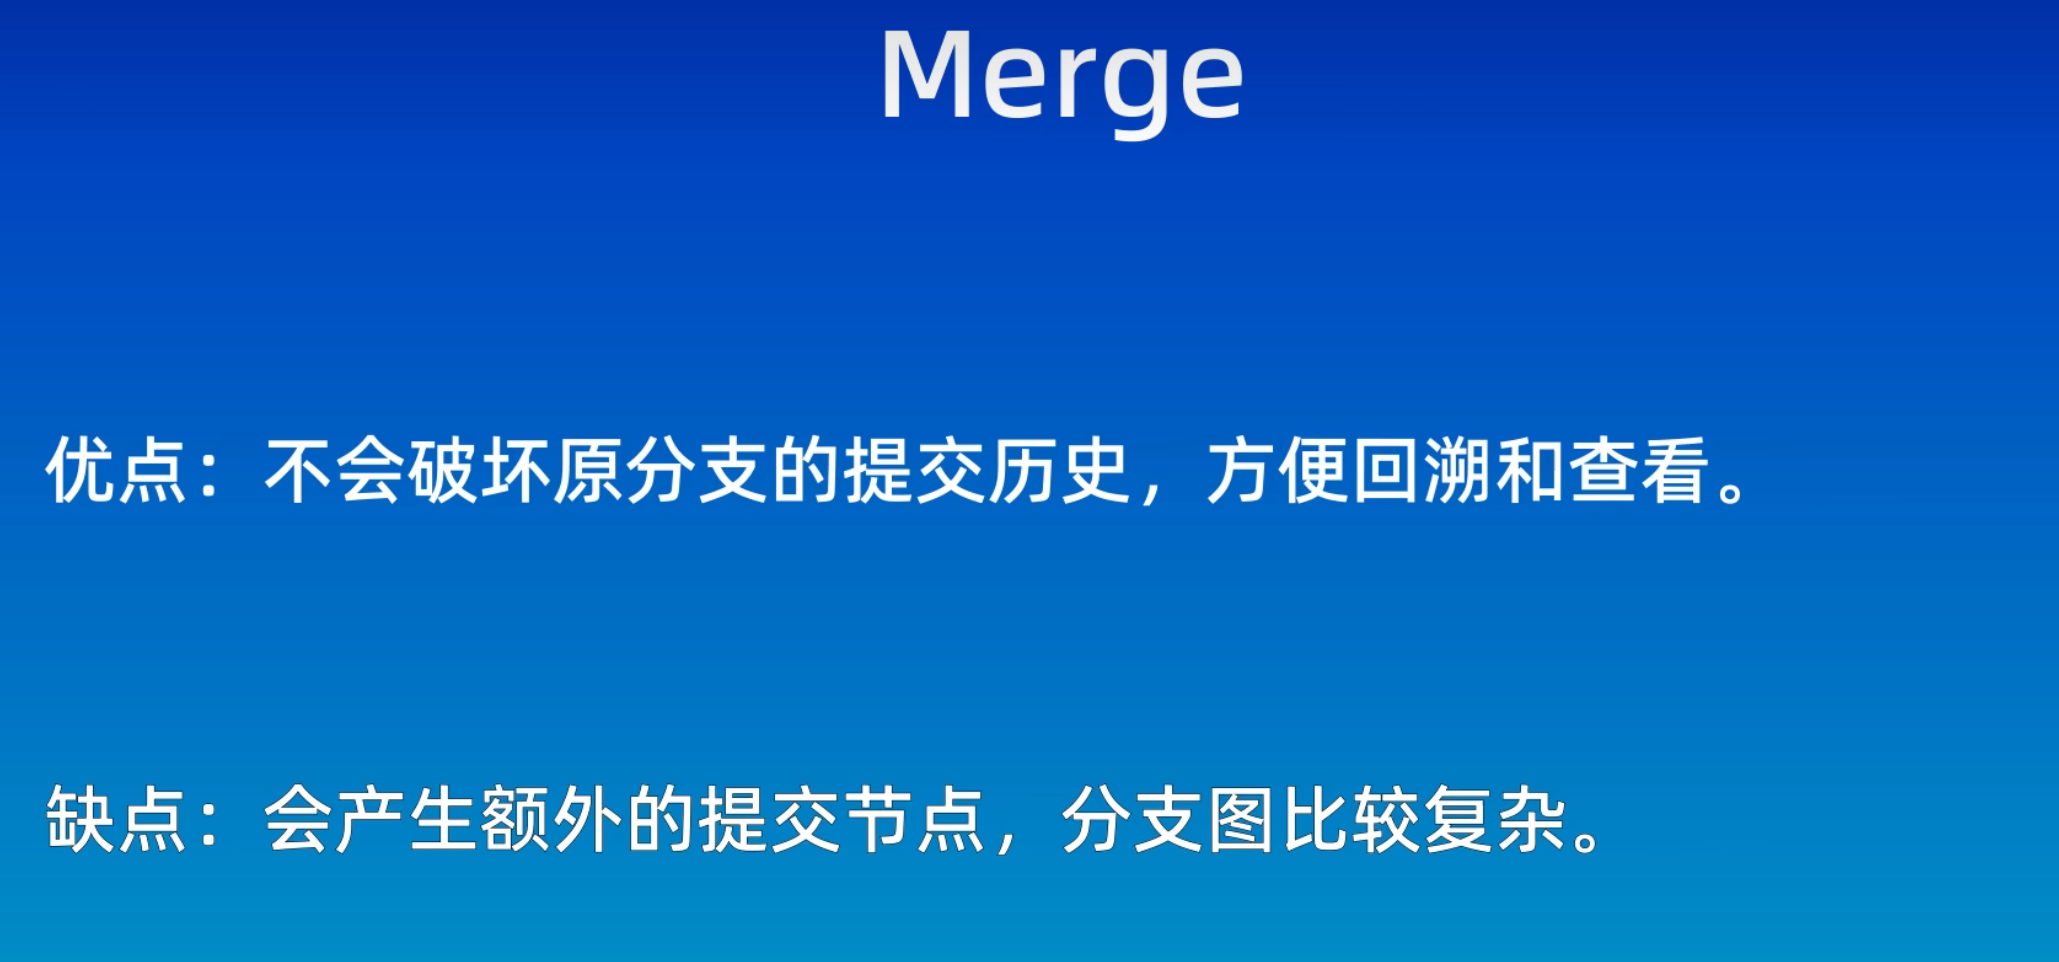 Merge
优点：不会破坏原分支的提交历史，方便回溯和查看。
缺点：会产生额外的提交节点，分支图比较复杂。